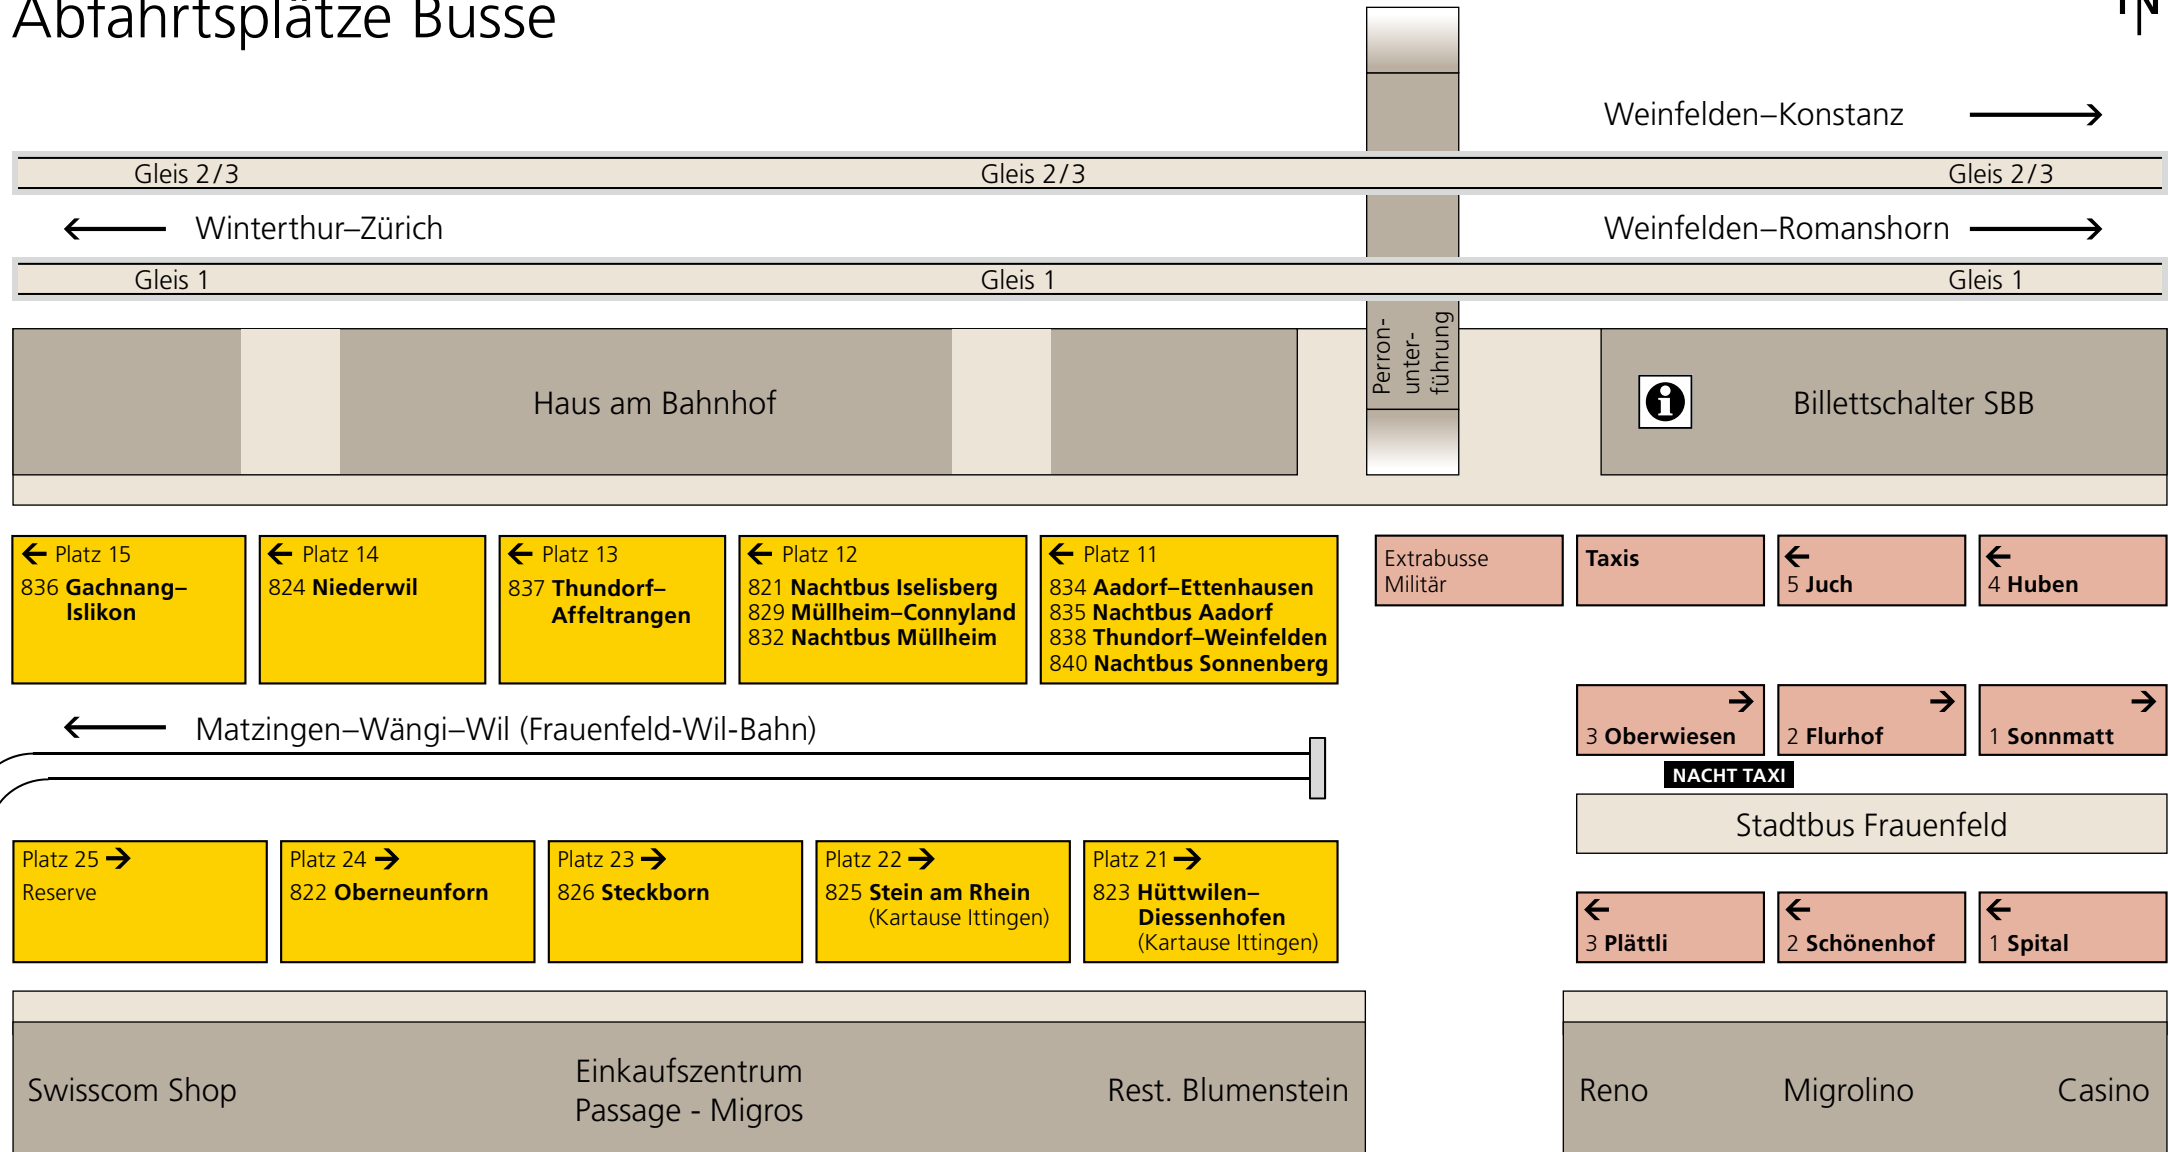 Abfahrtsplätze Busse
N
Weinfelden–Konstanz
Gleis 2/3
Gleis 2/3
Gleis 2/3
Winterthur–Zürich
Weinfelden–Romanshorn
Gleis 1
Gleis 1
Gleis 1
Haus am Bahnhof
Perron-
unter-
führung
i
Billettschalter SBB
Platz 15
836 Gachnang–
Islikon
Platz 14
824 Niederwil
Platz 13
837 Thundorf–
Affeltrangen
Platz 12
821 Nachtbus Iselisberg
829 Müllheim–Connyland
832 Nachtbus Müllheim
Platz 11
834 Aadorf–Ettenhausen
835 Nachtbus Aadorf
838 Thundorf–Weinfelden
840 Nachtbus Sonnenberg
Extrabusse
Militär
Taxis
5 Juch
4 Huben
Matzingen–Wängi–Wil (Frauenfeld-Wil-Bahn)
3 Oberwiesen
2 Flurhof
1 Sonnmatt
NACHT TAXI
Stadtbus Frauenfeld
Platz 25
Reserve
Platz 24
822 Oberneunforn
Platz 23
826 Steckborn
Platz 22
825 Stein am Rhein
(Kartause Ittingen)
Platz 21
823 Hüttwilen–
Diessenhofen
(Kartause Ittingen)
3 Plättli
2 Schönenhof
1 Spital
Swisscom Shop
Einkaufszentrum
Passage - Migros
Rest. Blumenstein
Reno
Migrolino
Casino